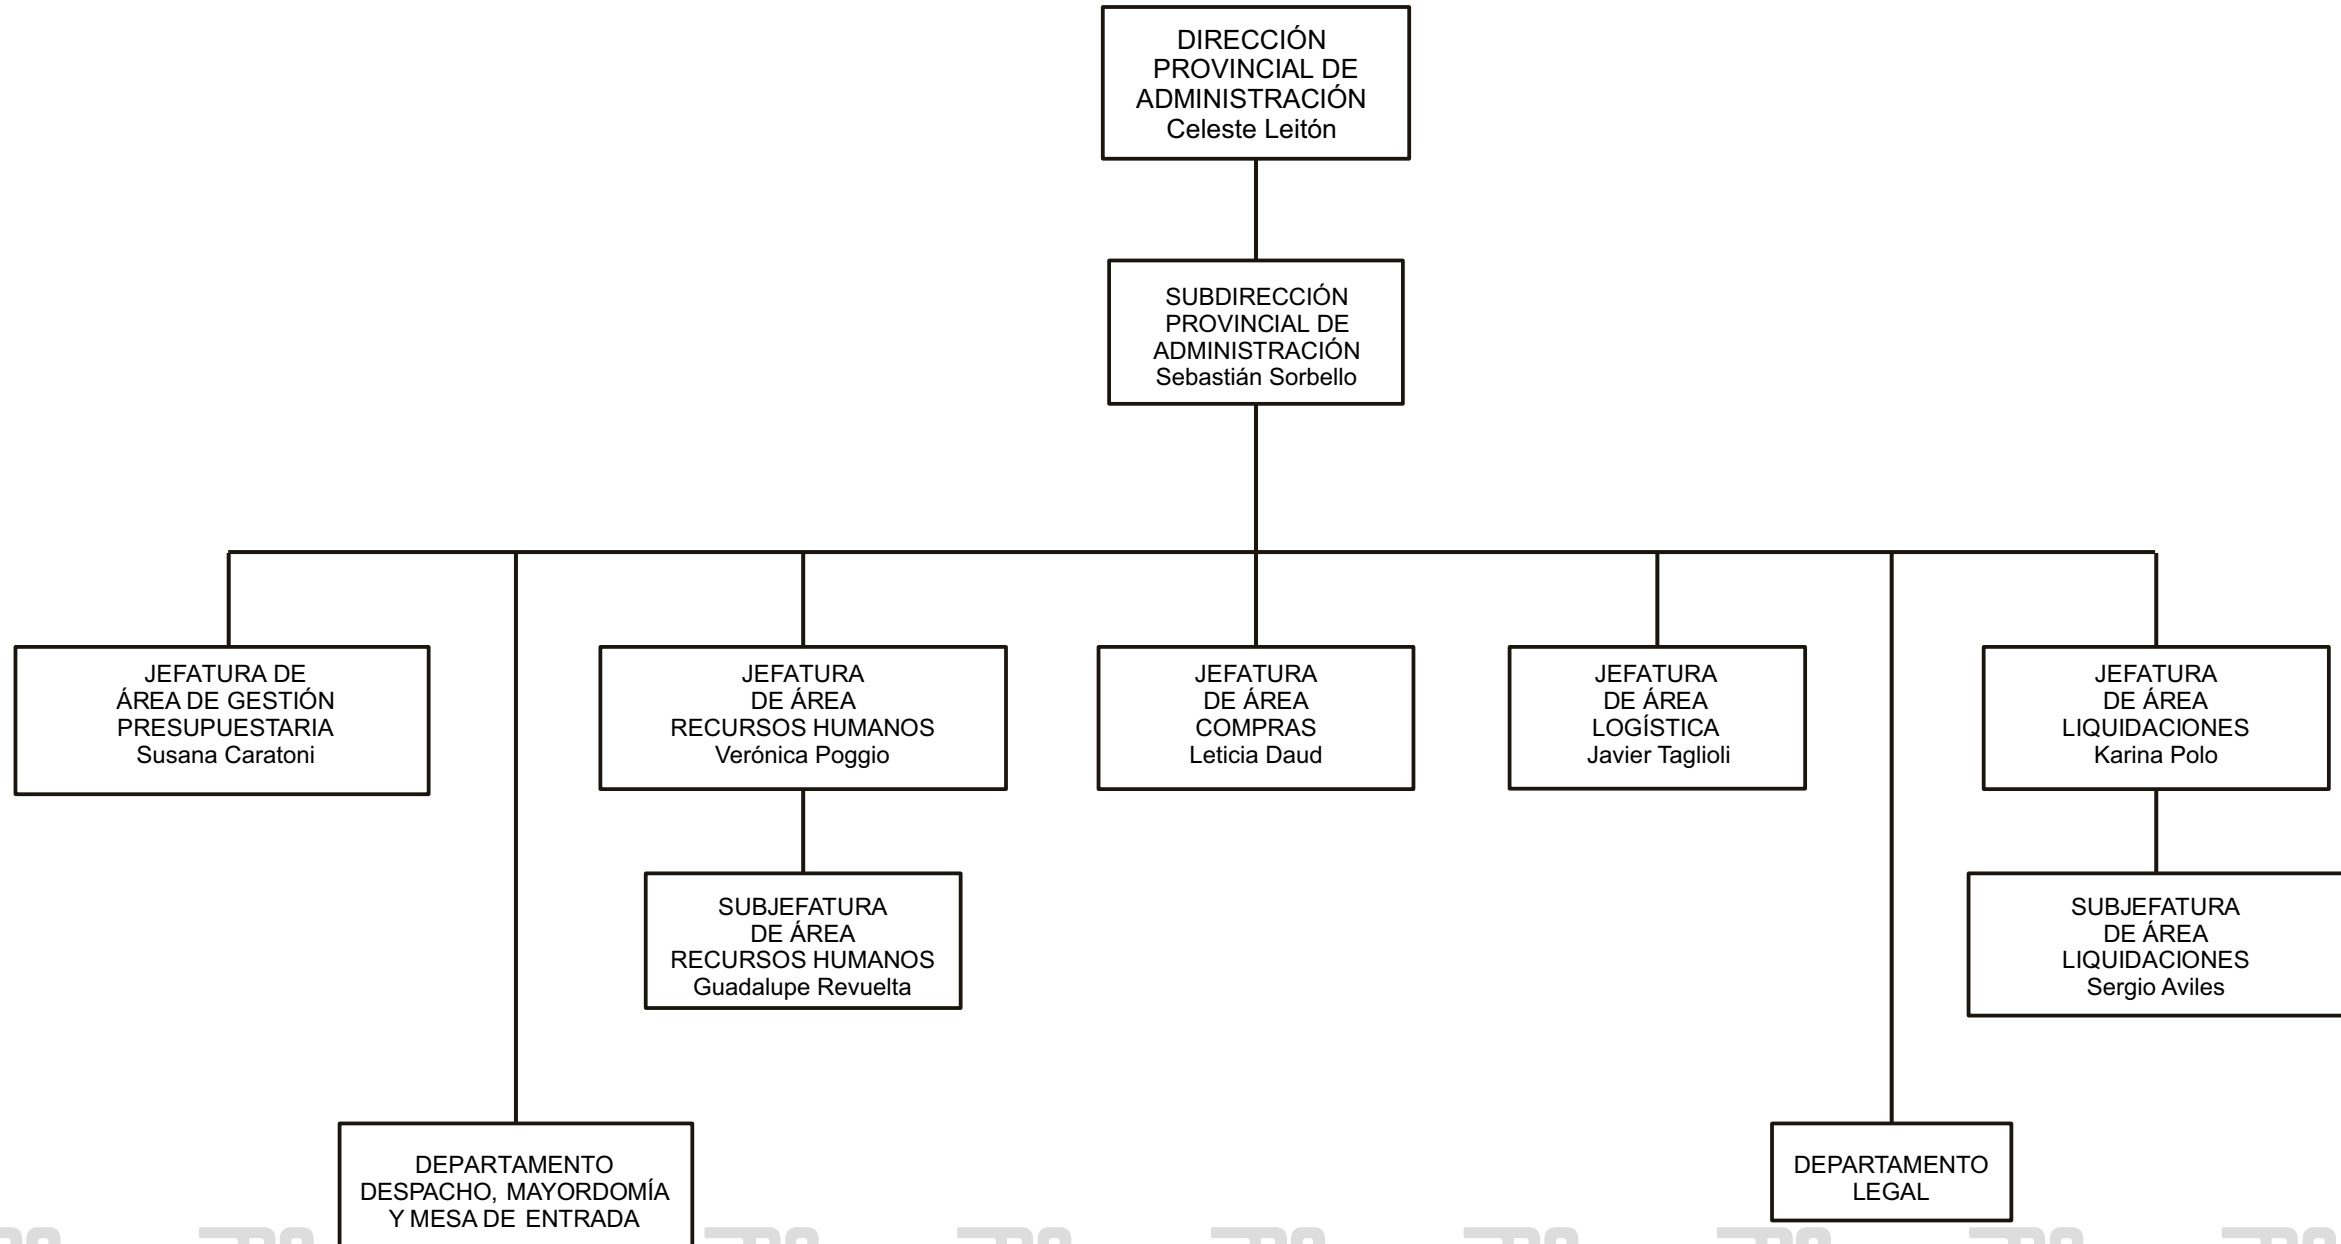 DIRECCIÓN
PROVINCIAL DE
ADMINISTRACIÓN
Celeste Leitón
SUBDIRECCIÓN
PROVINCIAL DE
ADMINISTRACIÓN
Sebastián Sorbello
JEFATURA DE
ÁREA DE GESTIÓN
PRESUPUESTARIA
Susana Caratoni
JEFATURA
DE ÁREA
RECURSOS HUMANOS
Verónica Poggio
JEFATURA
DE ÁREA
COMPRAS
Leticia Daud
JEFATURA
DE ÁREA
LOGÍSTICA
Javier Taglioli
JEFATURA
DE ÁREA
LIQUIDACIONES
Karina Polo
SUBJEFATURA
DE ÁREA
RECURSOS HUMANOS
Guadalupe Revuelta
SUBJEFATURA
DE ÁREA
LIQUIDACIONES
Sergio Aviles
DEPARTAMENTO
DESPACHO, MAYORDOMÍA
Y MESA DE ENTRADA
DEPARTAMENTO
LEGAL